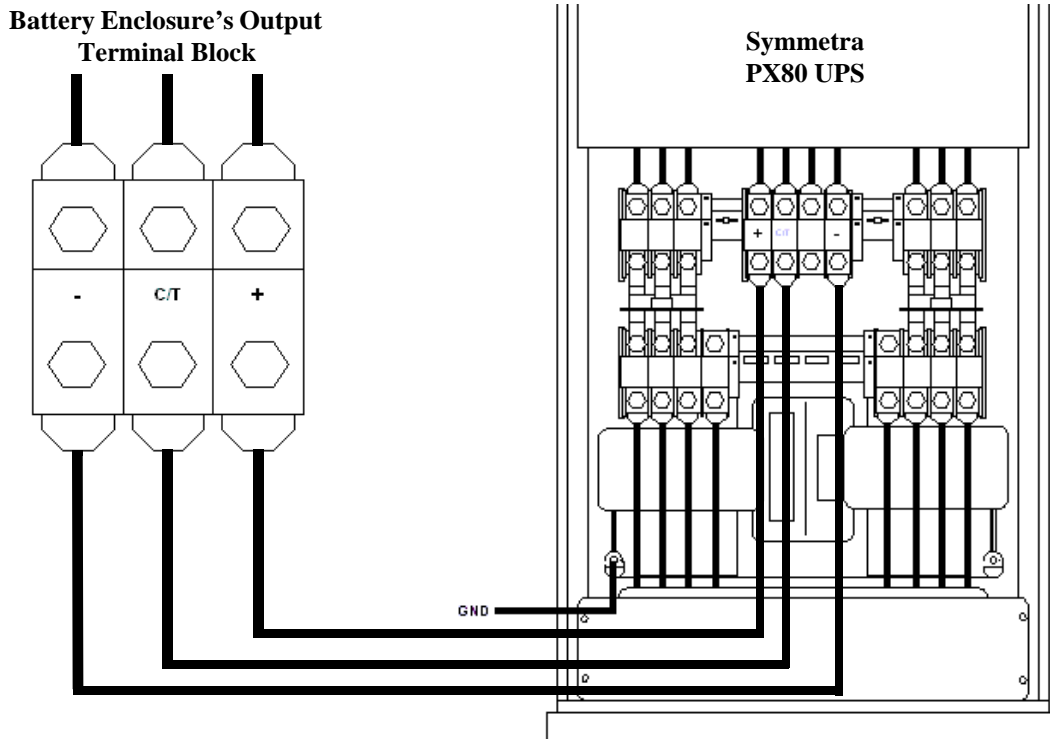 Battery Enclosure's Output
Terminal Block
Symmetra
PX80 UPS
+ C/T -
- C/T +
GND